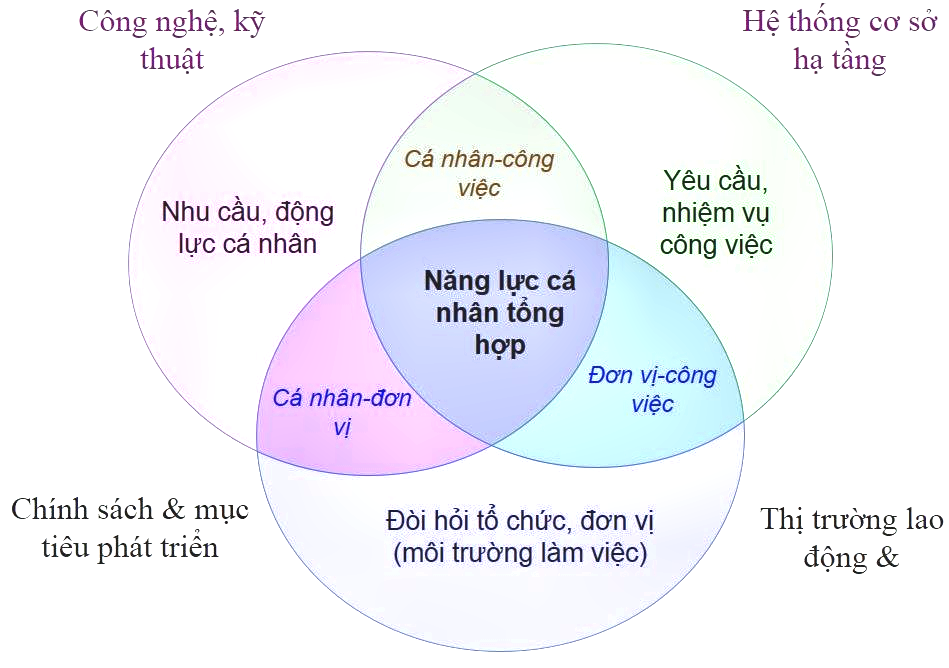 Công nghệ, kỹ
thuật
Hệ thống cơ sở
hạ tầng
Cá nhân-công
việc
Nhu cầu, động
lực cá nhân
Yêu cầu,
nhiệm vụ
công việc
Năng lực cá
nhân tổng
hợp
Cá nhân-đơn
vị
Đơn vị-công
việc
Chính sách & mục
tiêu phát triển
Đòi hỏi tổ chức, đơn vị
(môi trường làm việc)
Thị trường lao
động &